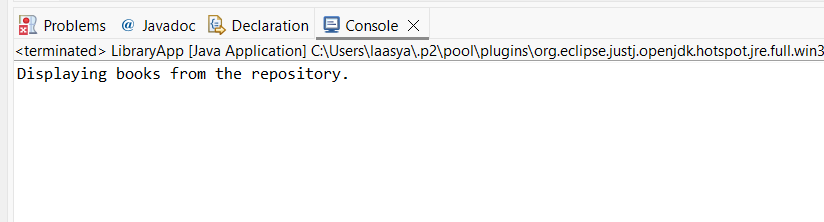 Problems @ Javadoc Declaration Console
<terminated> LibraryApp [Java Application] C:\Users\laasya\.p2\pool\plugins\org.eclipse.justj.openjdk.hotspot.jre.full.win3
Displaying books from the repository.